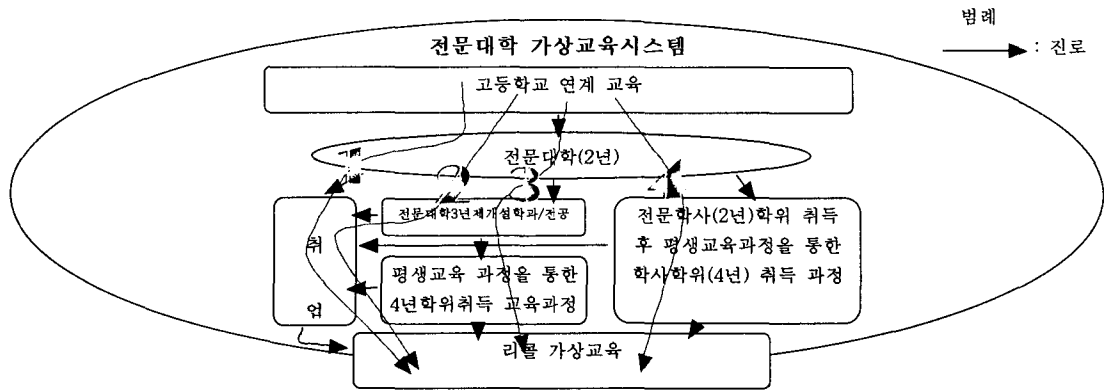 범례
: 진로
전문대학 가상교육시스템
고등학교 연계 교육
전문대학(2년)
1 2 3 4
전문대학3년제개설학과/전공
취
업
평생교육 과정을 통한
4년학위취득 교육과정
전문학사(2년)학위 취득
후 평생교육과정을 통한
학사학위(4년) 취득 과정
리콜 가상교육